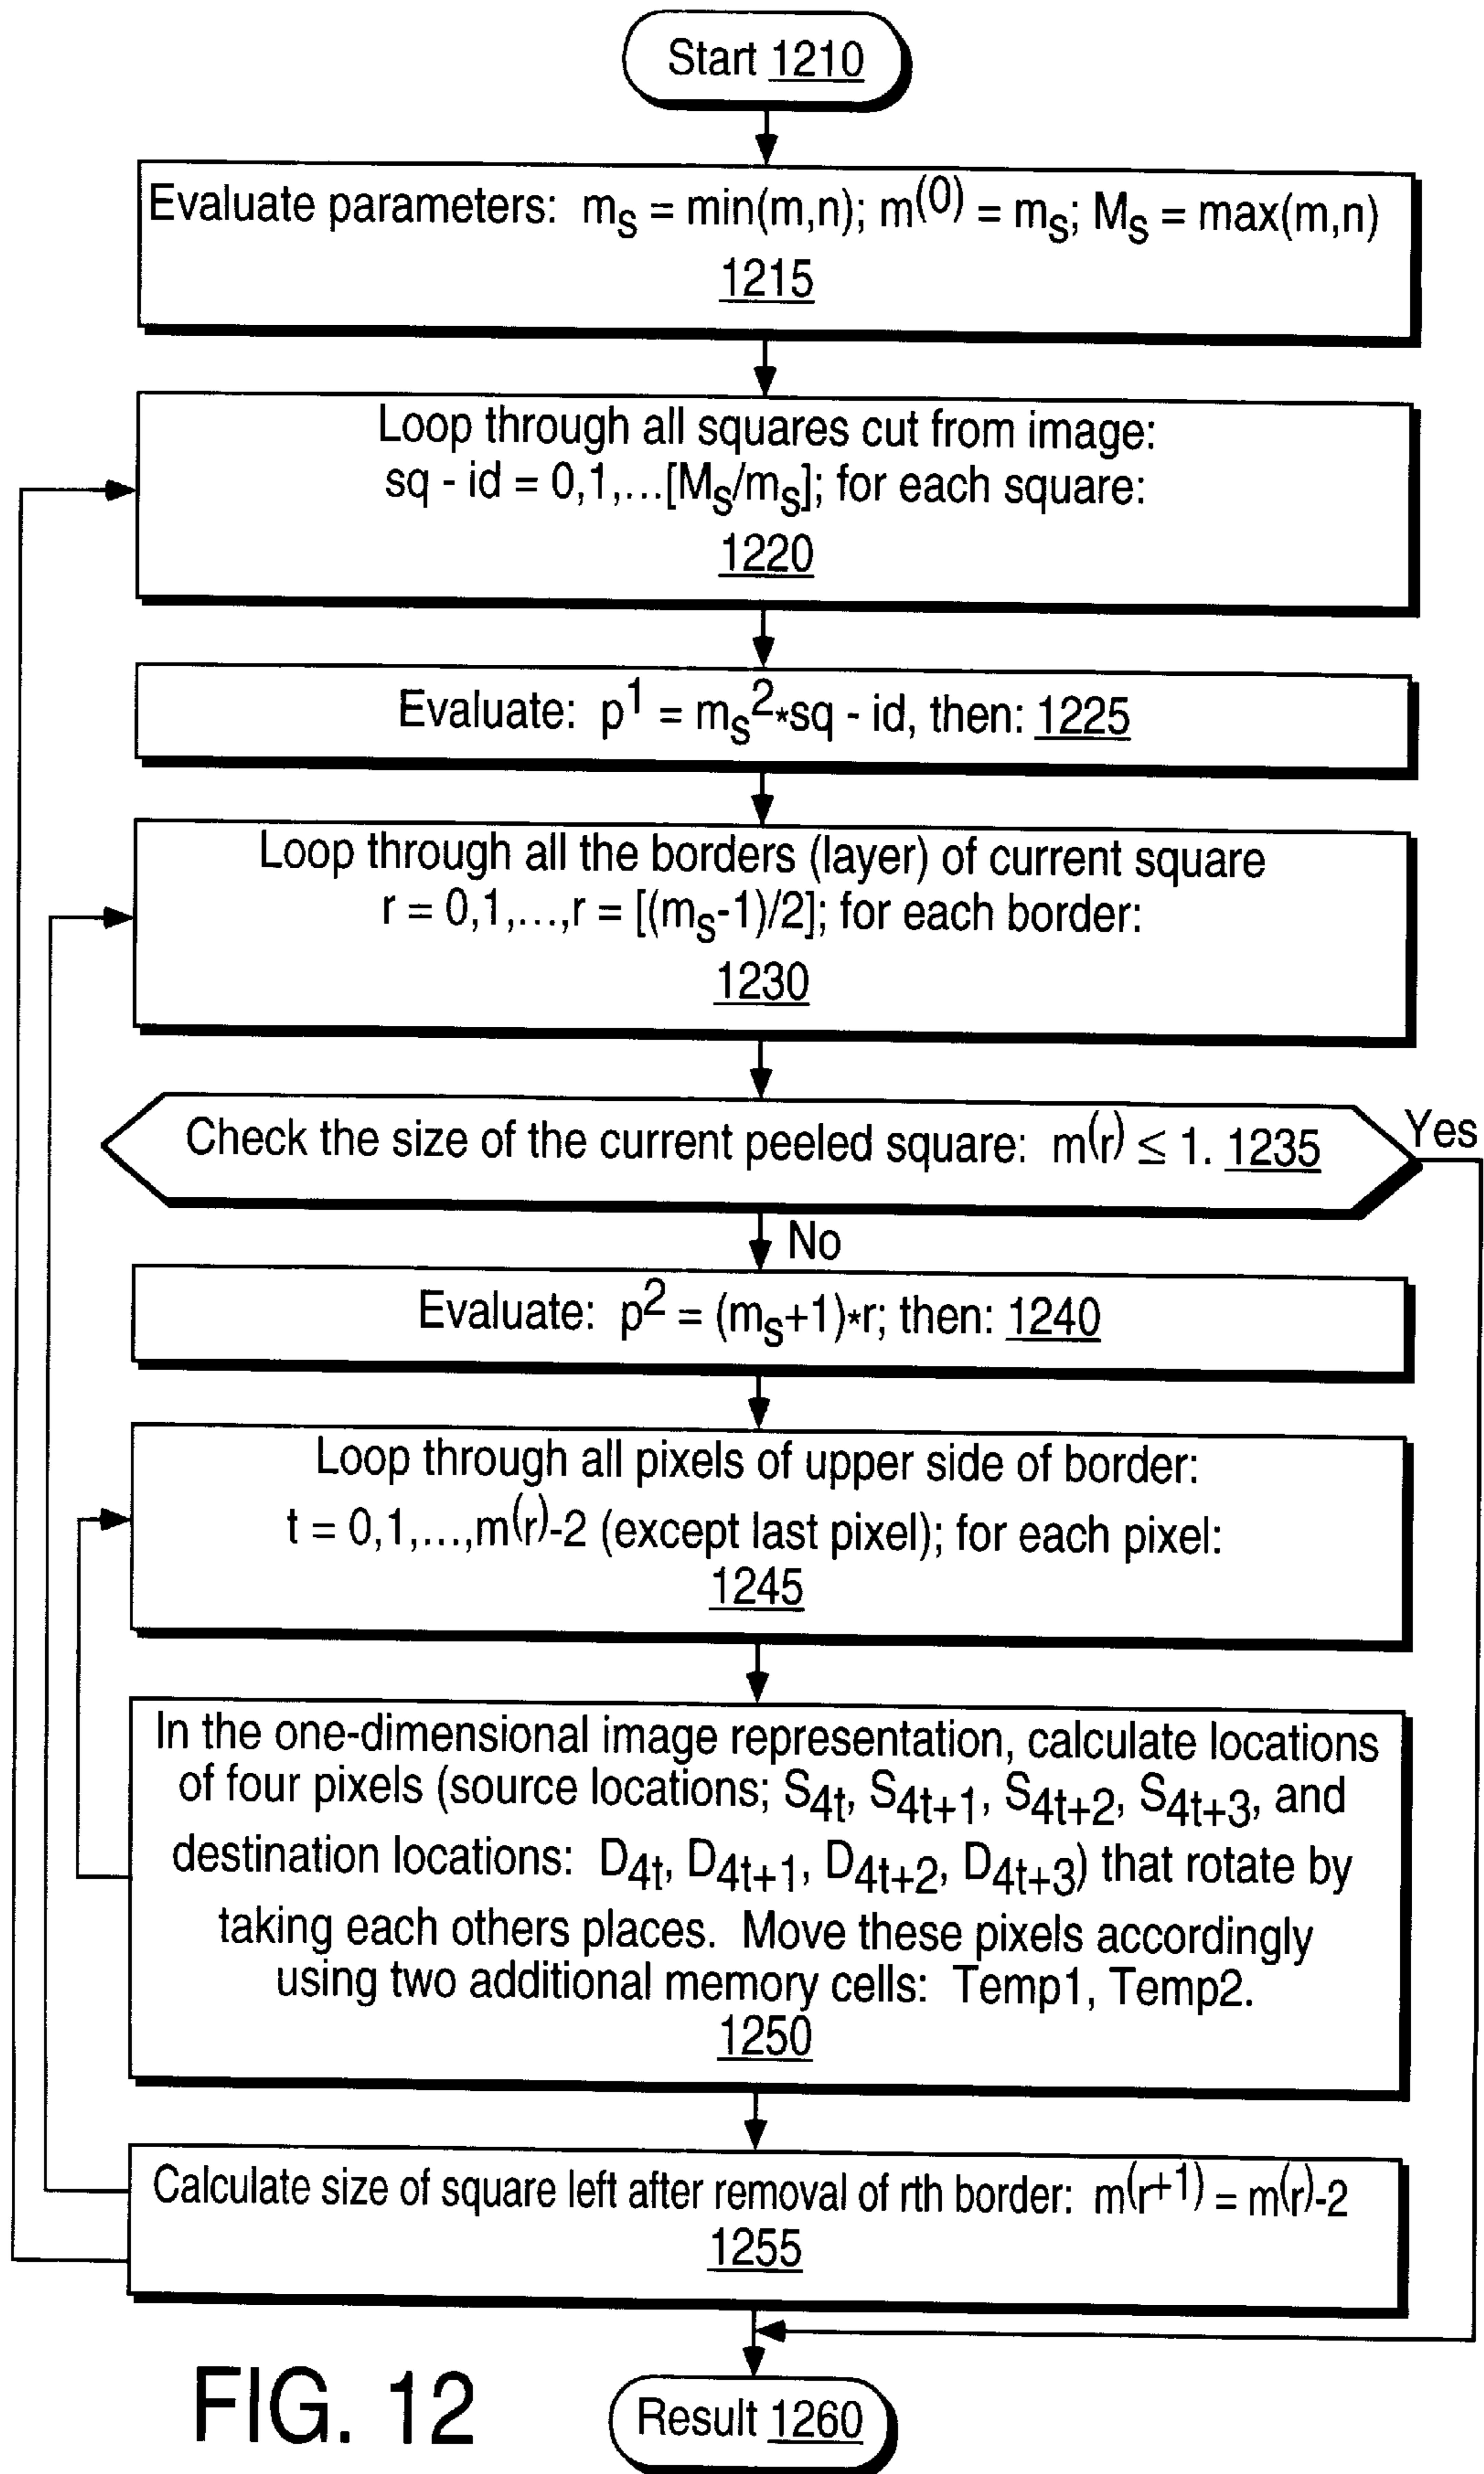 Start 1210
Evaluate parameters: mₛ = min(m,n); m⁽⁰⁾ = mₛ; Mₛ = max(m,n)
1215
Loop through all squares cut from image:
sq - id = 0,1,...[Mₛ/mₛ]; for each square:
1220
Evaluate: p¹ = mₛ²*sq - id, then: 1225
Loop through all the borders (layer) of current square
r = 0,1,...,r = [(mₛ-1)/2]; for each border:
1230
Check the size of the current peeled square: m⁽ʳ⁾ ≤ 1. 1235
Yes
No
Evaluate: p² = (mₛ+1)*r; then: 1240
Loop through all pixels of upper side of border:
t = 0,1,...,m⁽ʳ⁾-2 (except last pixel); for each pixel:
1245
In the one-dimensional image representation, calculate locations
of four pixels (source locations; S₄ₜ, S₄ₜ₊₁, S₄ₜ₊₂, S₄ₜ₊₃, and
destination locations: D₄ₜ, D₄ₜ₊₁, D₄ₜ₊₂, D₄ₜ₊₃) that rotate by
taking each others places. Move these pixels accordingly
using two additional memory cells: Temp1, Temp2.
1250
Calculate size of square left after removal of rth border: m⁽ʳ⁺¹⁾ = m⁽ʳ⁾-2
1255
FIG. 12
Result 1260